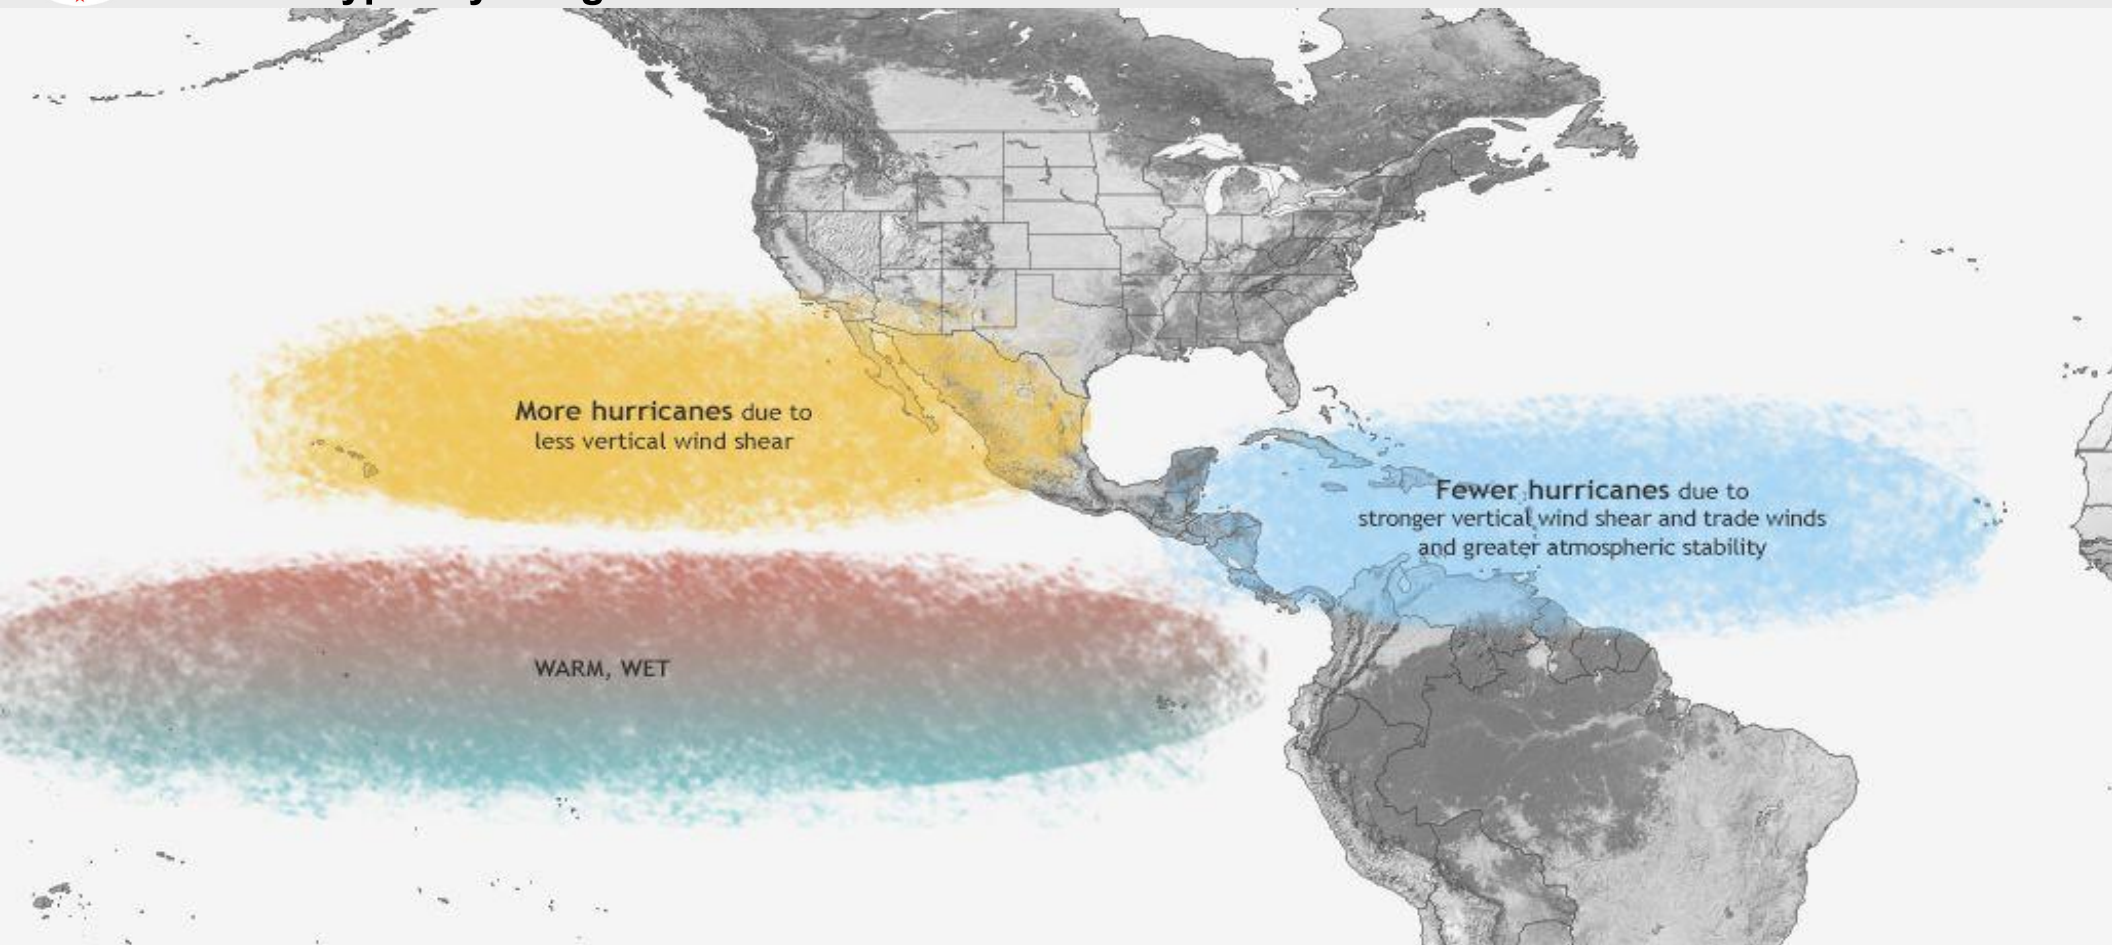 More hurricanes due to
less vertical wind shear
Fewer hurricanes due to
stronger vertical wind shear and trade winds
and greater atmospheric stability
WARM, WET